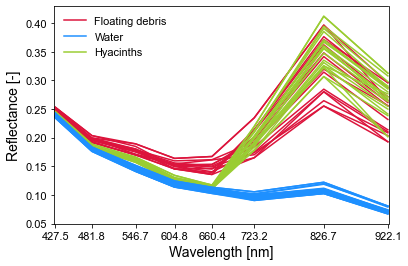 Floating debris
Water
Hyacinths
Reflectance [-]
0.40
0.35
0.30
0.25
0.20
0.15
0.10
0.05
427.5 481.8 546.7 604.8 660.4 723.2 826.7 922.1
Wavelength [nm]